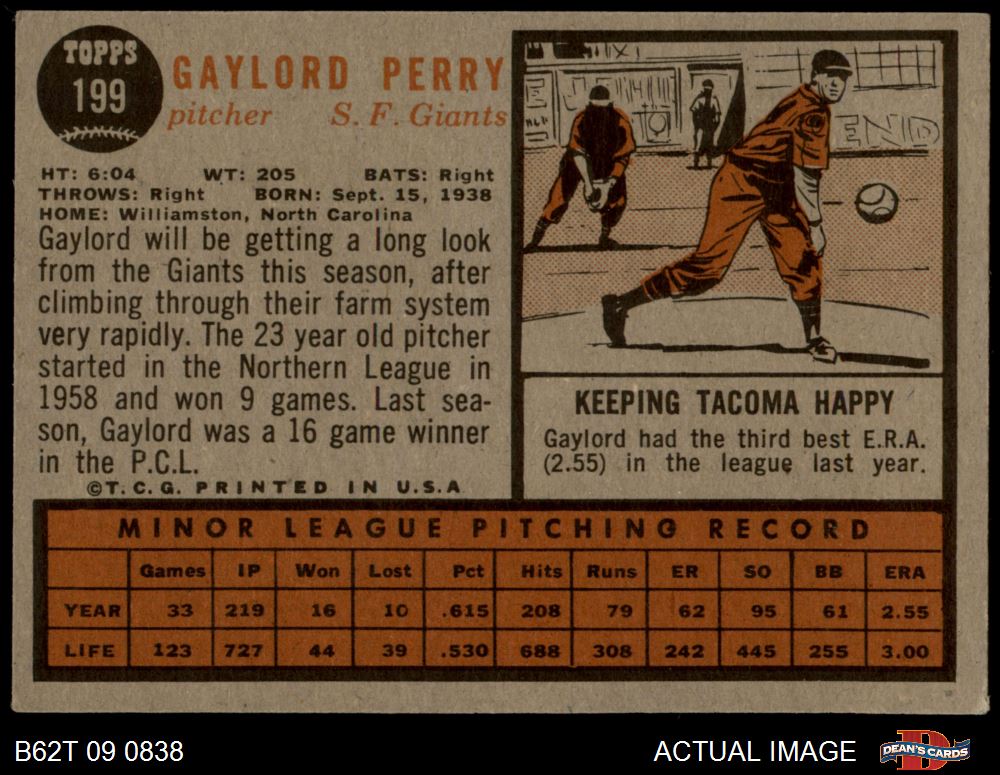 TOPPS
199
GAYLORD PERRY
pitcher S. F. Giants
HT: 6:04 WT: 205 BATS: Right
THROWS: Right BORN: Sept. 15, 1938
HOME: Williamston, North Carolina
Gaylord will be getting a long look
from the Giants this season, after
climbing through their farm system
very rapidly. The 23 year old pitcher
started in the Northern League in
1958 and won 9 games. Last sea-
son, Gaylord was a 16 game winner
in the P.C.L.
©T.C.G. PRINTED IN U.S.A
END
KEEPING TACOMA HAPPY
Gaylord had the third best E.R.A.
(2.55) in the league last year.
MINOR LEAGUE PITCHING RECORD
Games IP Won Lost Pct Hits Runs ER SO BB ERA
YEAR 33 219 16 10 .615 208 79 62 95 61 2.55
LIFE 123 727 44 39 .530 688 308 242 445 255 3.00
B62T 09 0838 ACTUAL IMAGE DEAN'S CARDS